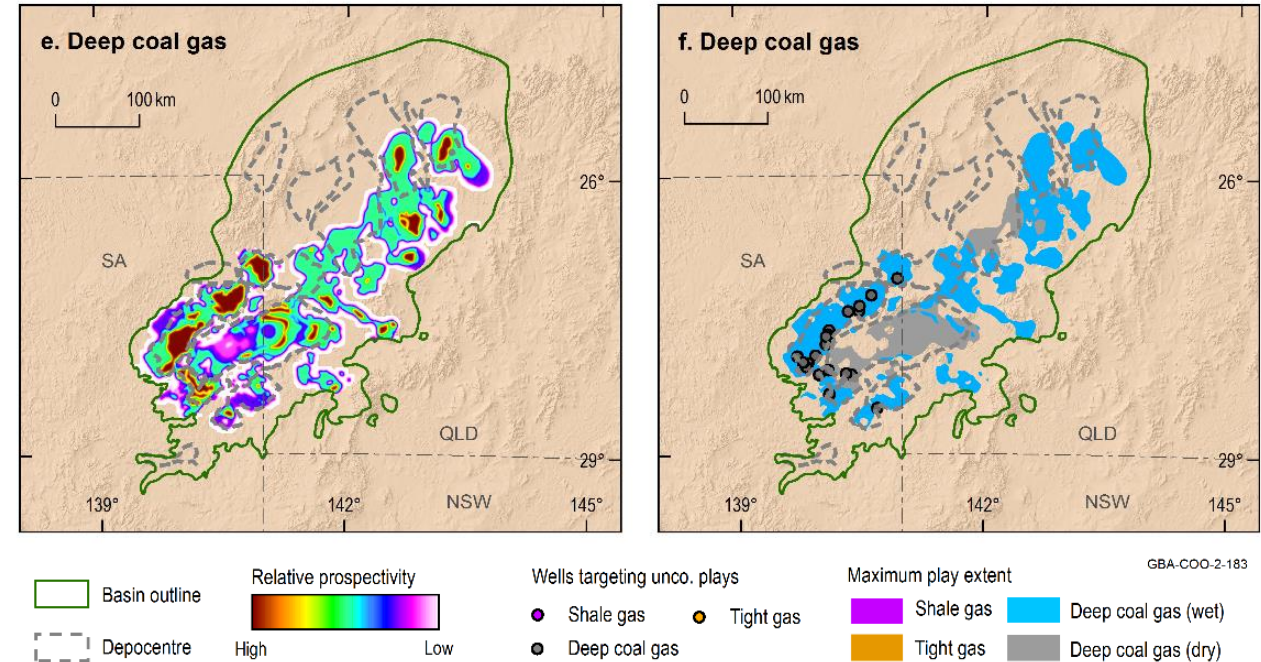 e. Deep coal gas
0 100 km
26°
SA
QLD
29°
139° 142° NSW 145°
f. Deep coal gas
0 100 km
26°
SA
QLD
29°
139° 142° NSW 145°
GBA-COO-2-183
Basin outline
Depocentre
Relative prospectivity
High Low
Wells targeting unco. plays
Shale gas Tight gas
Deep coal gas
Maximum play extent
Shale gas Deep coal gas (wet)
Tight gas Deep coal gas (dry)